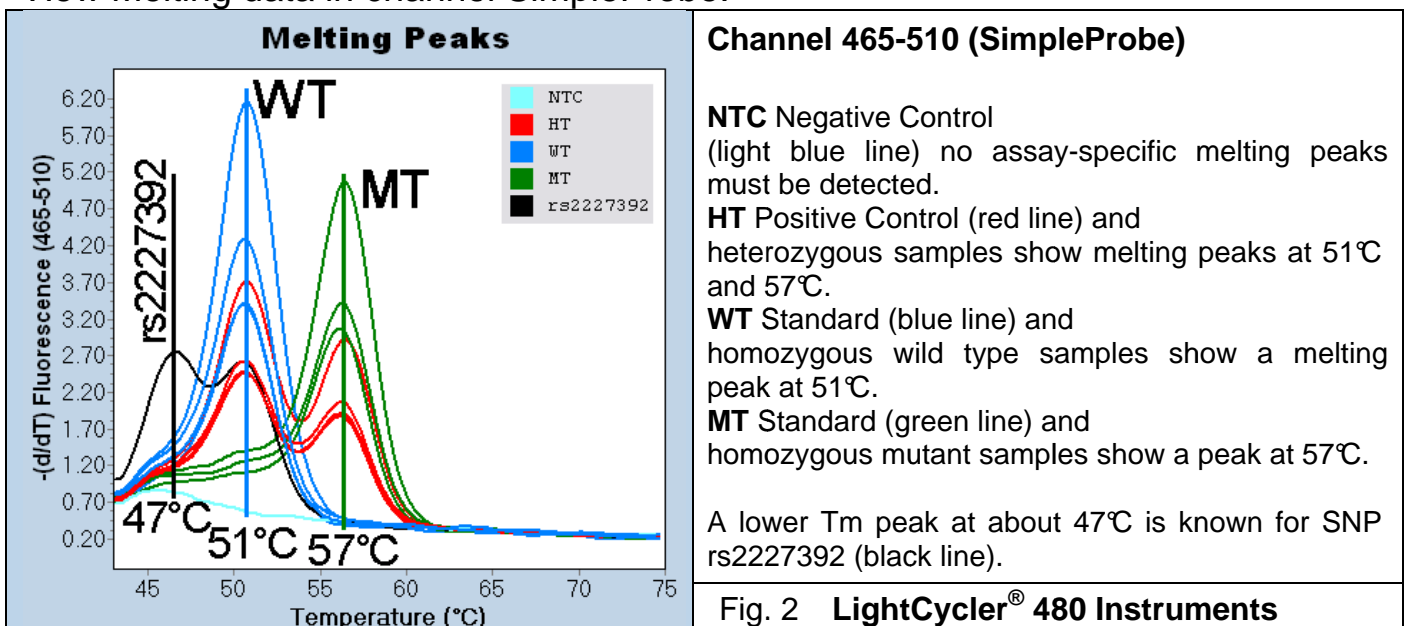 Melting Peaks
-(d/dT) Fluorescence (465-510)
6.20
5.70
5.20
4.70
4.20
3.70
3.20
2.70
2.20
1.70
1.20
0.70
0.20
rs2227392
WT
MT
NTC
HT
WT
MT
rs2227392
47°C
51°C
57°C
45 50 55 60 65 70 75
Temperature (°C)
Channel 465-510 (SimpleProbe)
NTC Negative Control
(light blue line) no assay-specific melting peaks
must be detected.
HT Positive Control (red line) and
heterozygous samples show melting peaks at 51°C
and 57°C.
WT Standard (blue line) and
homozygous wild type samples show a melting
peak at 51°C.
MT Standard (green line) and
homozygous mutant samples show a peak at 57°C.
A lower Tm peak at about 47°C is known for SNP
rs2227392 (black line).
Fig. 2 LightCycler® 480 Instruments